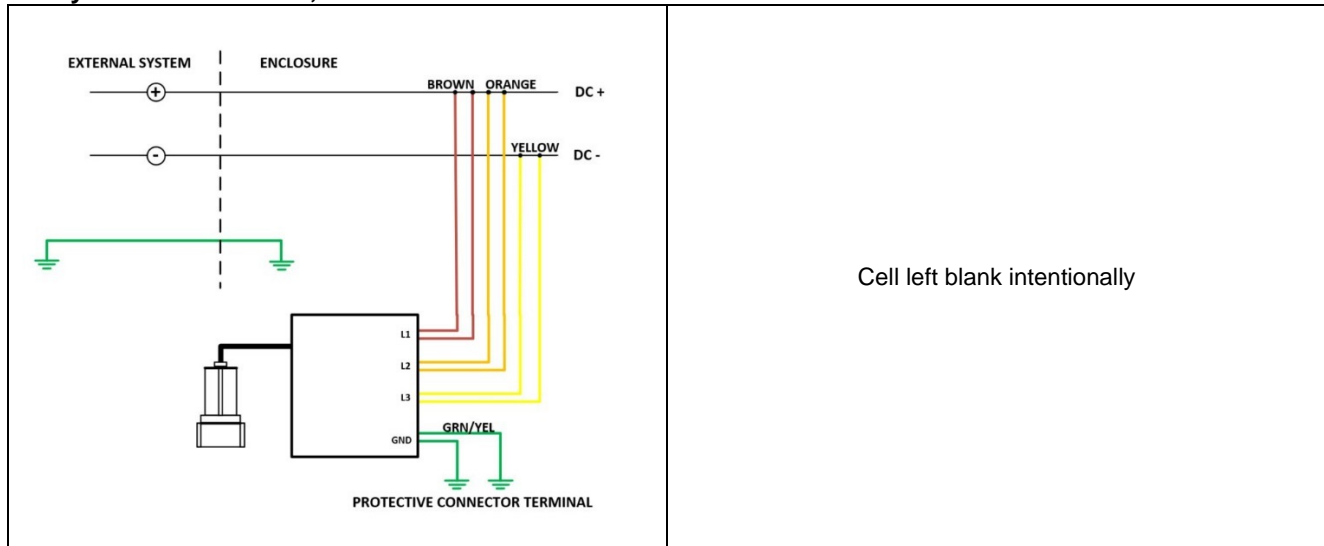 EXTERNAL SYSTEM ENCLOSURE
BROWN ORANGE
+ DC +
YELLOW
- DC -
Cell left blank intentionally
L1
L2
L3
GRN/YEL
GND
PROTECTIVE CONNECTOR TERMINAL